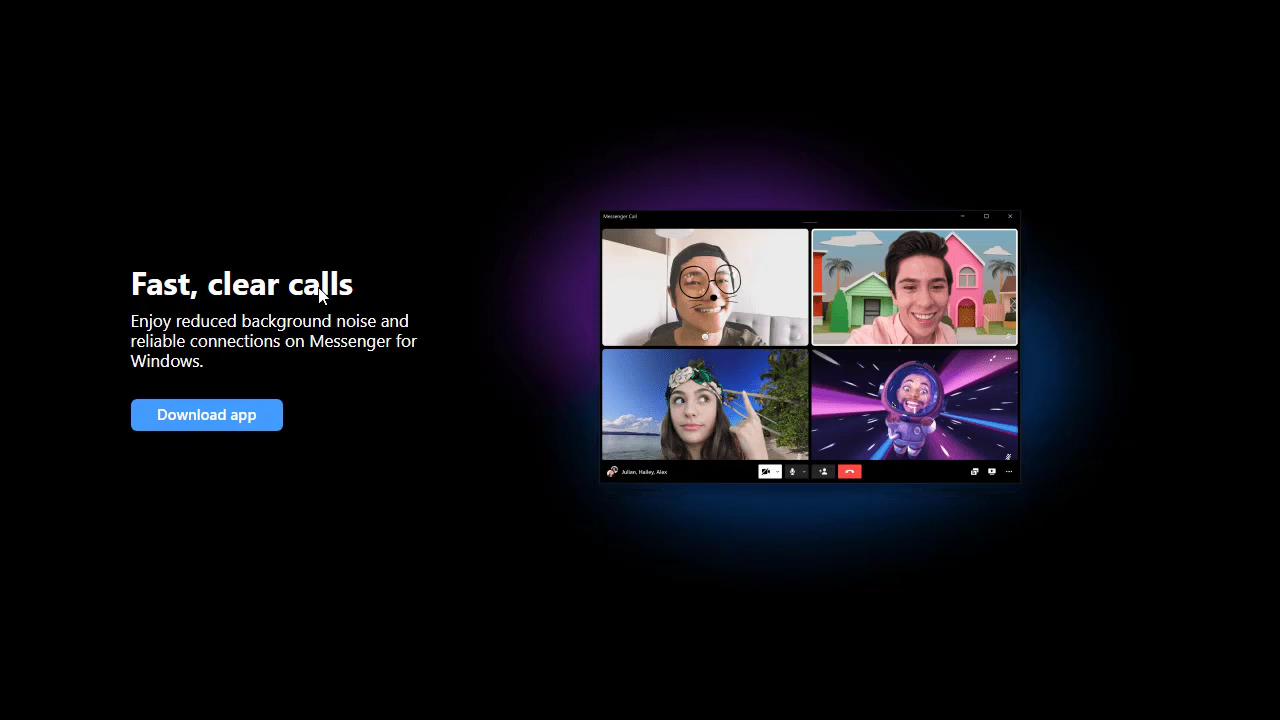 Messenger Call
Fast, clear calls
Enjoy reduced background noise and
reliable connections on Messenger for
Windows.
Download app
Julian, Hailey, Alex